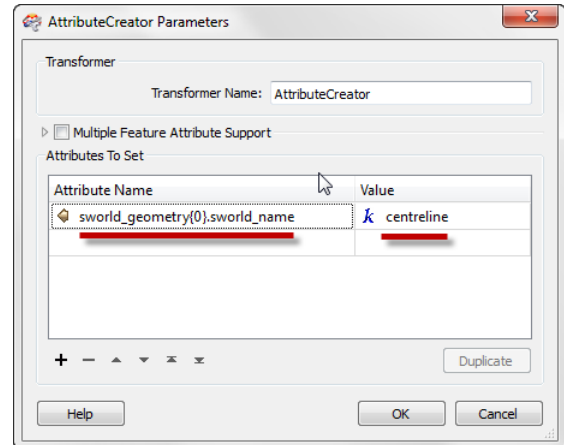 AttributeCreator Parameters
Transformer
Transformer Name: AttributeCreator
Multiple Feature Attribute Support
Attributes To Set
Attribute Name Value
sworld_geometry{0}.sworld_name k centreline
Duplicate
Help OK Cancel